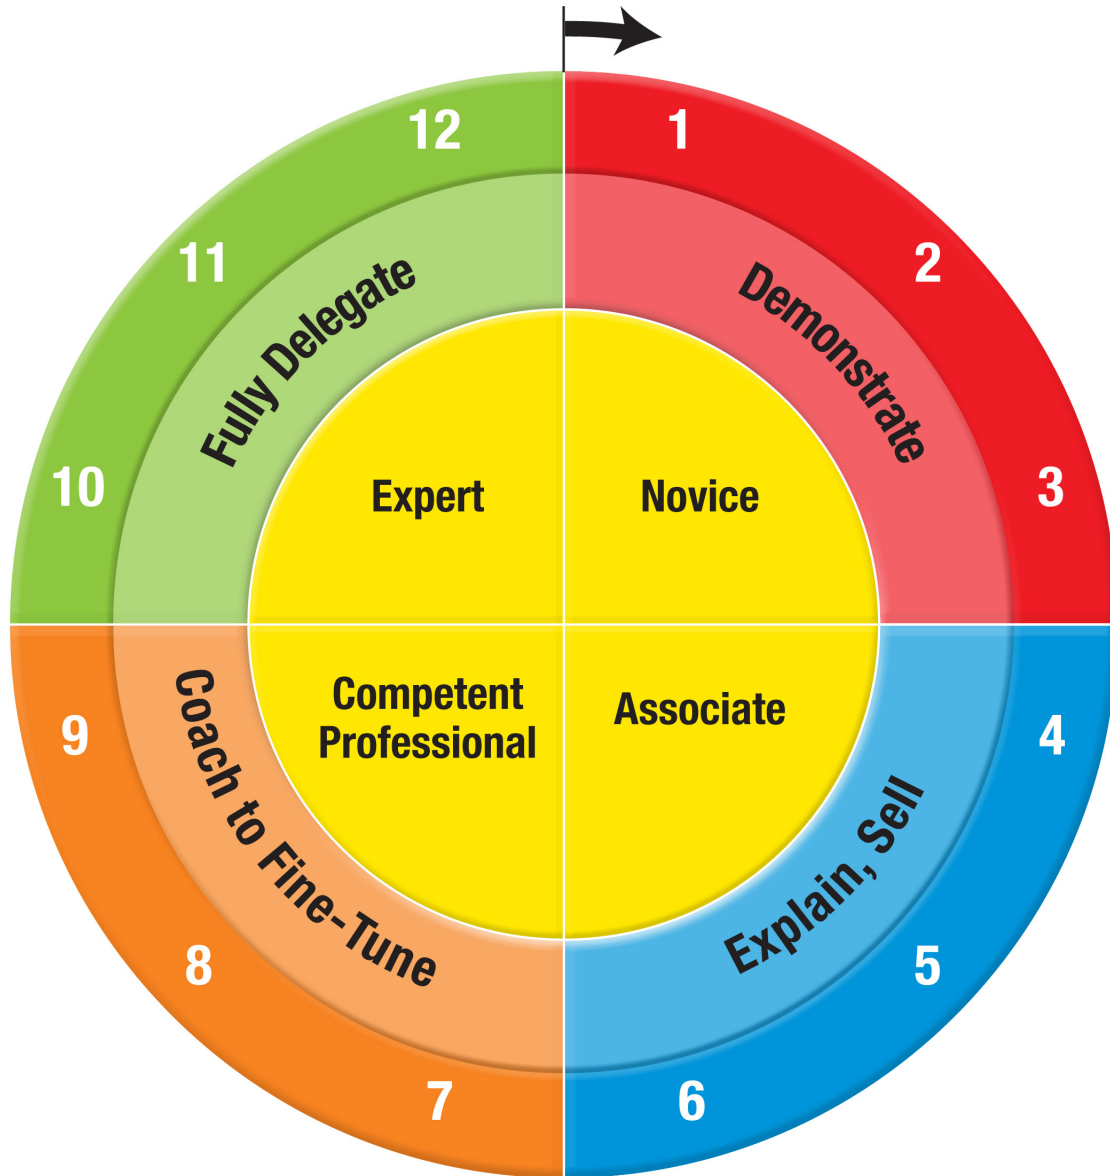 12
1
11
2
Fully Delegate
Demonstrate
10
3
Expert
Novice
Competent
Professional
Associate
9
4
Coach to Fine-Tune
Explain, Sell
8
5
7
6